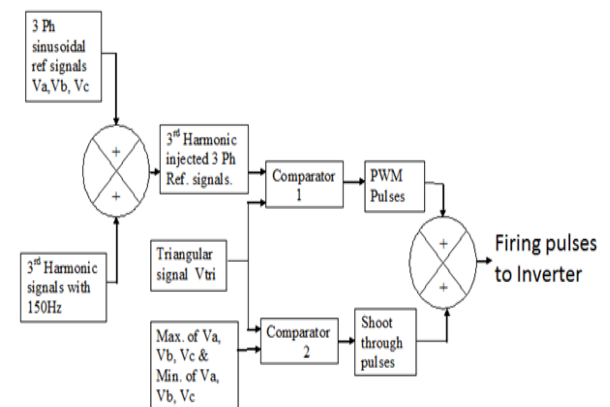 3 Ph
sinusoidal
ref signals
Va,Vb, Vc
+
+
3rd Harmonic
signals with
150Hz
3rd Harmonic
injected 3 Ph
Ref. signals.
Triangular
signal Vtri
Max. of Va,
Vb, Vc &
Min. of Va,
Vb, Vc
Comparator
1
Comparator
2
PWM
Pulses
Shoot
through
pulses
+
+
Firing pulses
to Inverter